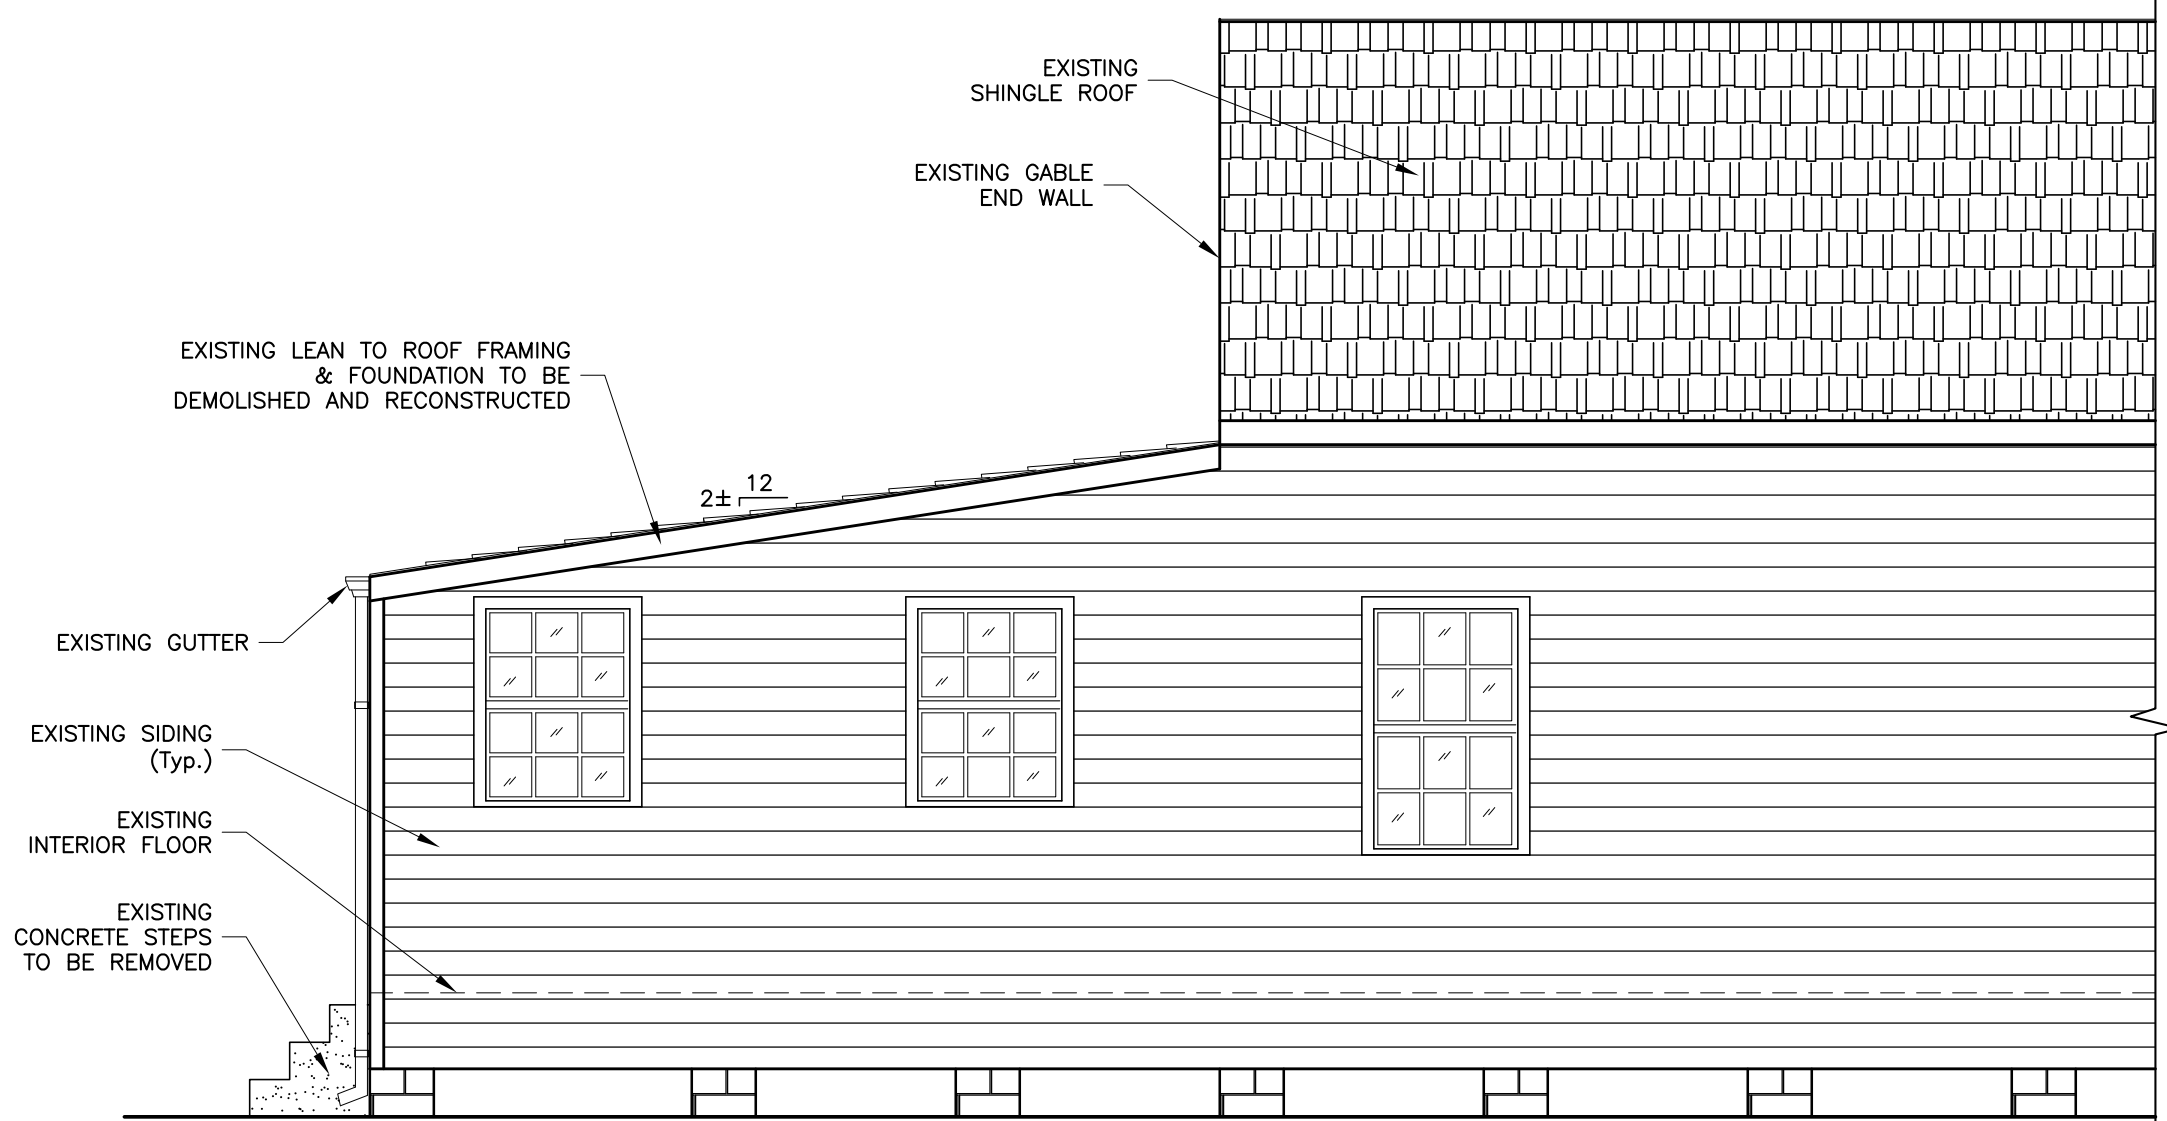 EXISTING
SHINGLE ROOF
EXISTING GABLE
END WALL
EXISTING LEAN TO ROOF FRAMING
& FOUNDATION TO BE
DEMOLISHED AND RECONSTRUCTED
12
2±
EXISTING GUTTER
EXISTING SIDING
(Typ.)
EXISTING
INTERIOR FLOOR
EXISTING
CONCRETE STEPS
TO BE REMOVED